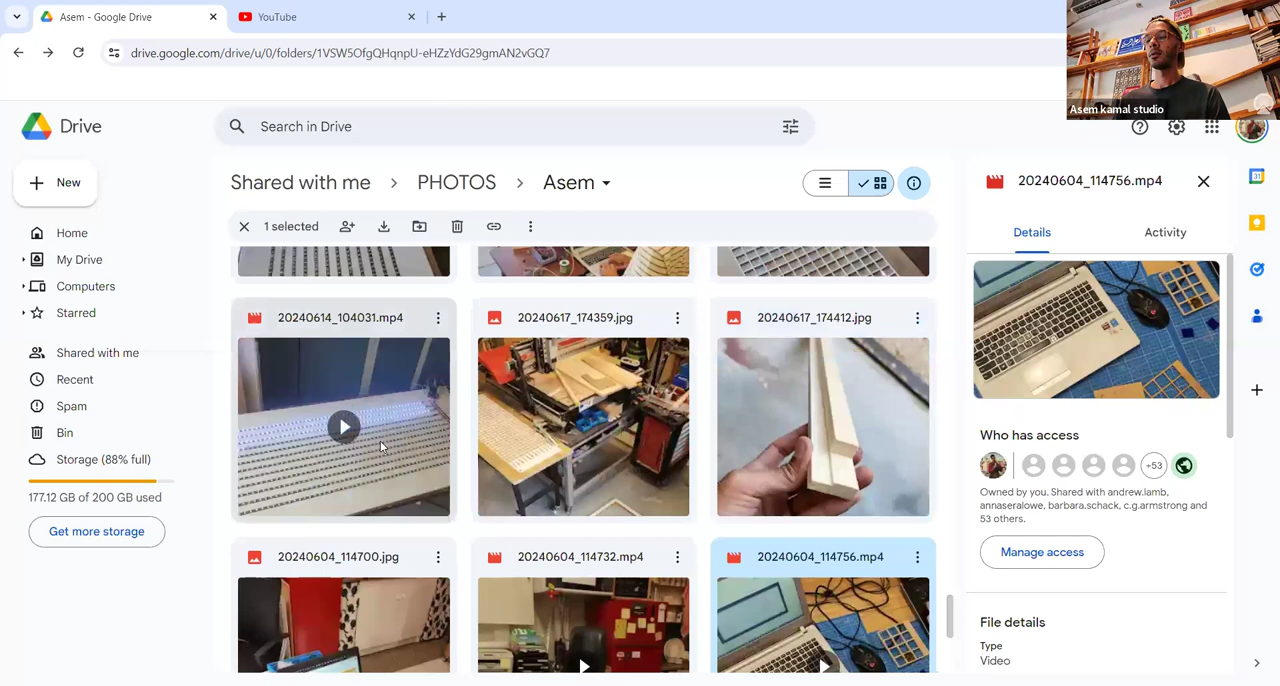 Asem - Google Drive
YouTube
drive.google.com/drive/u/0/folders/1VSW5OfgQHqnpU-eHZzYdG29gmAN2vGQ7
Asem kamal studio
Drive
Search in Drive
New
Home
My Drive
Computers
Starred
Shared with me
Recent
Spam
Bin
Storage (88% full)
177.12 GB of 200 GB used
Get more storage
Shared with me > PHOTOS > Asem
1 selected
20240614_104031.mp4
20240617_174359.jpg
20240617_174412.jpg
20240604_114700.jpg
20240604_114732.mp4
20240604_114756.mp4
20240604_114756.mp4
Details
Activity
Who has access
+53
Owned by you. Shared with andrew.lamb,
annaseralowe, barbara.schack, c.g.armstrong and
53 others.
Manage access
File details
Type
Video
31